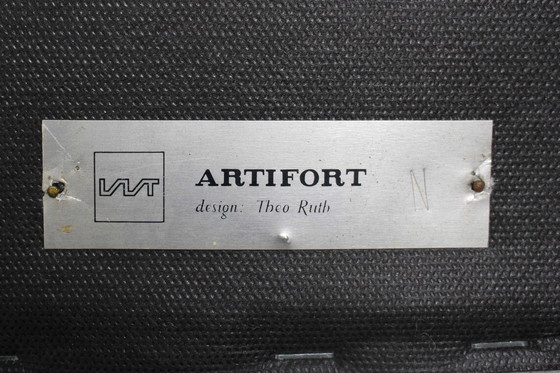 ARTIFORT
design: Theo Ruth
N